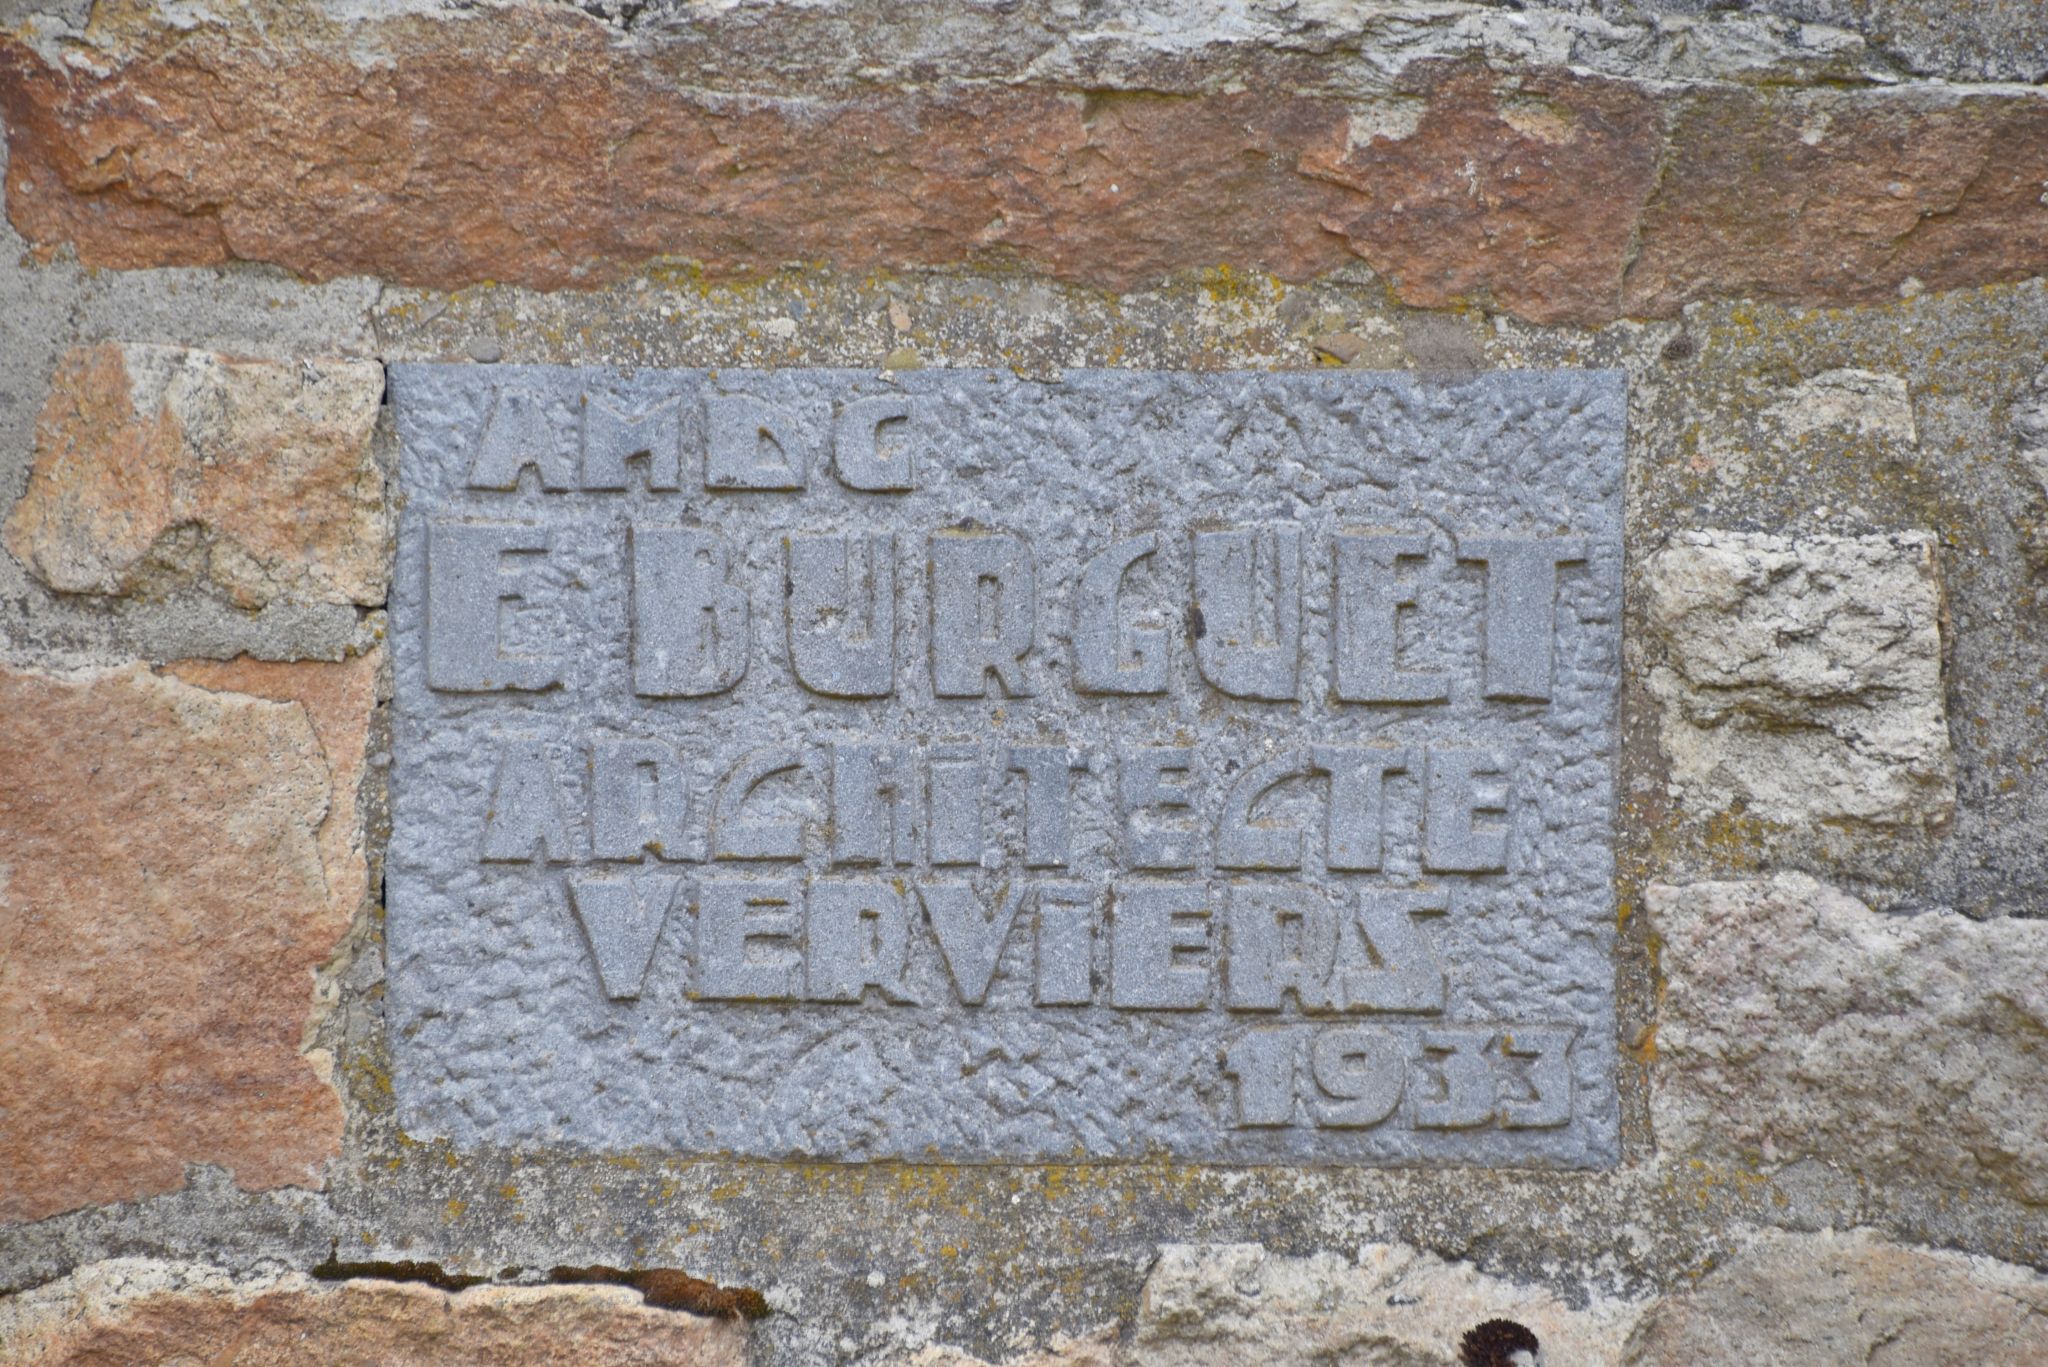 AMDG
E BURGUET
ARCHiTECTE
VERViERS
1933